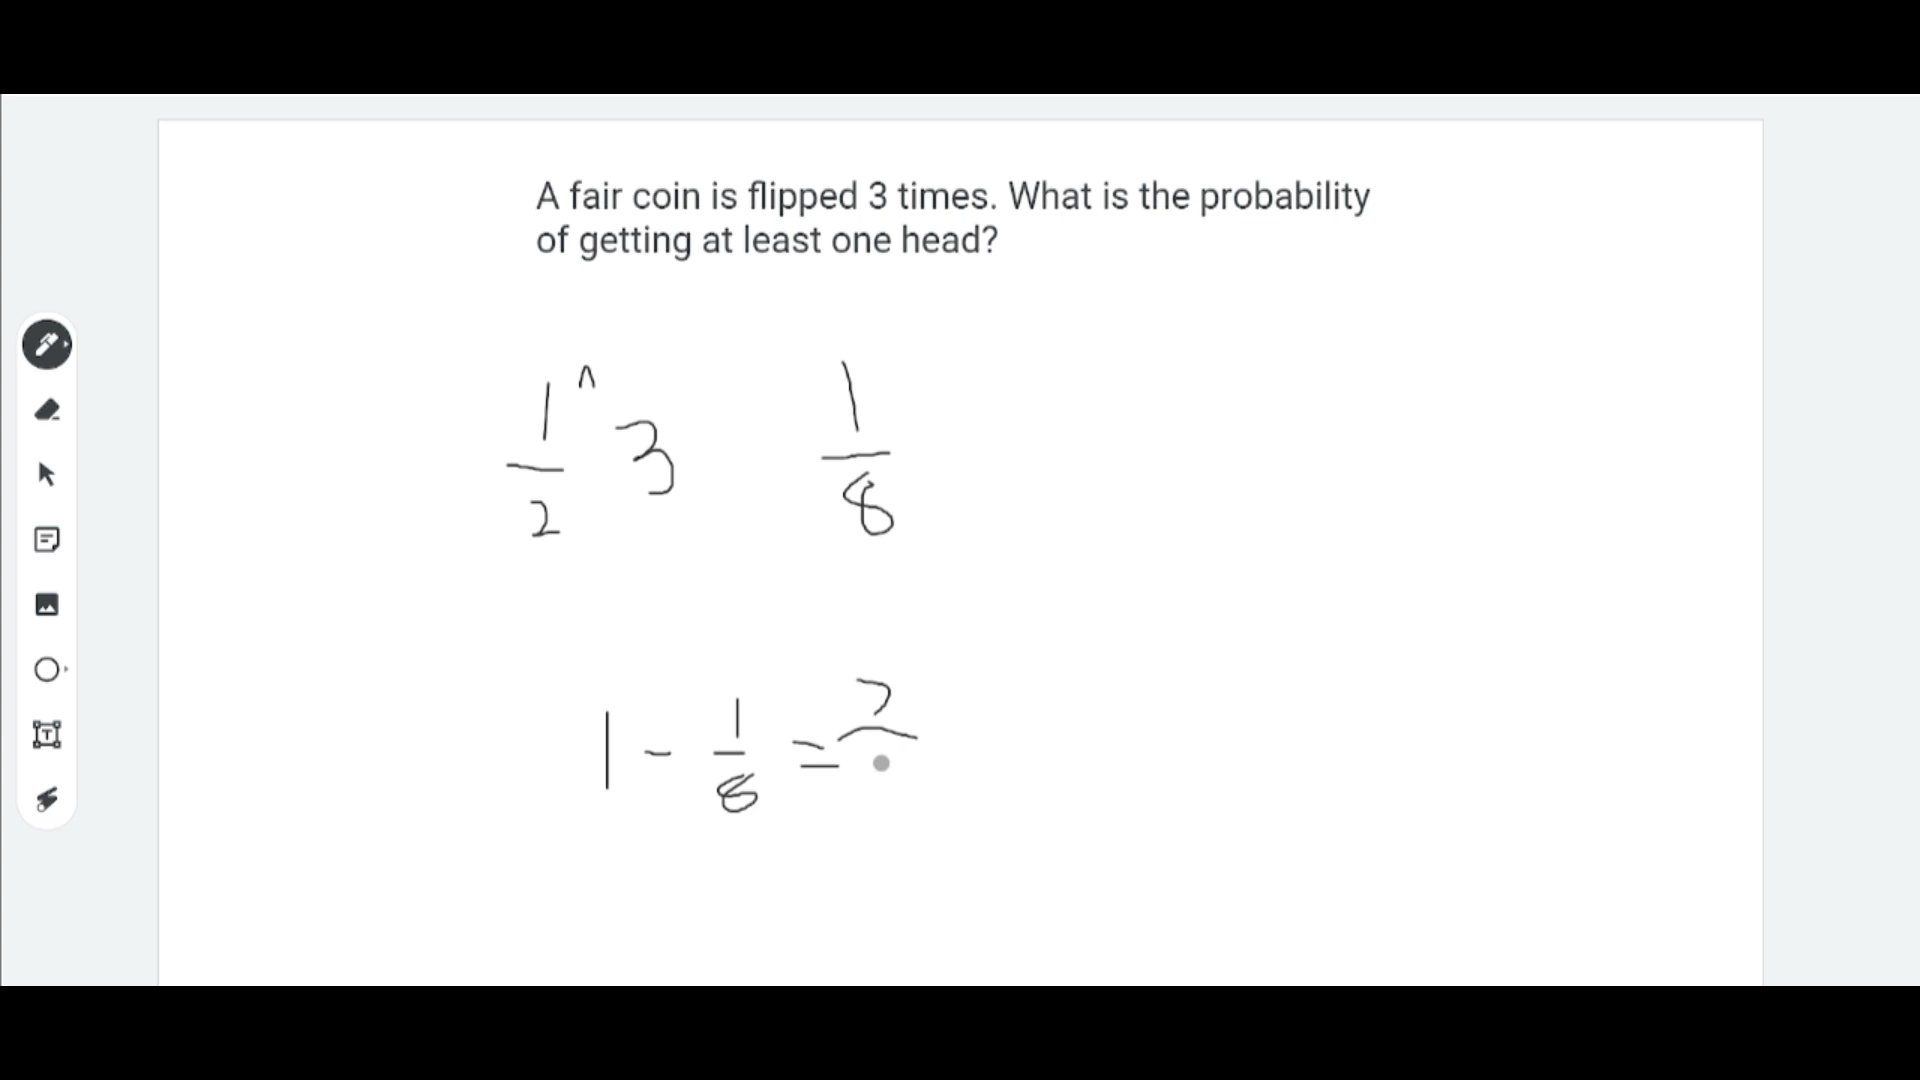 A fair coin is flipped 3 times. What is the probability
of getting at least one head?
1/2 ^ 3 1/8
1 - 1/8 = 7/